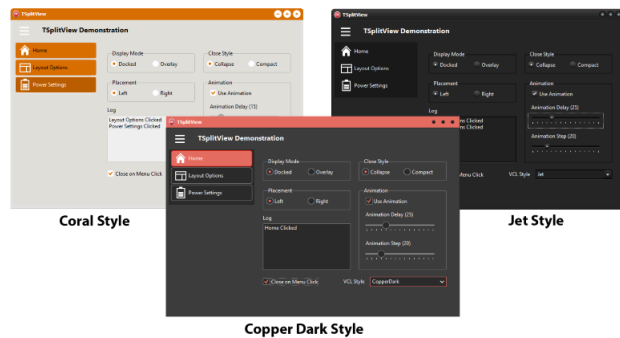 TSplitView
TSplitView Demonstration
Home
Layout Options
Power Settings
Display Mode
Docked
Overlay
Close Style
Collapse
Compact
Placement
Left
Right
Animation
Use Animation
Animation Delay (15)
Log
Layout Options Clicked
Power Settings Clicked
Close on Menu Click
Coral Style
TSplitView
TSplitView Demonstration
Home
Layout Options
Power Settings
Display Mode
Docked
Overlay
Close Style
Collapse
Compact
Placement
Left
Right
Animation
Use Animation
Animation Delay (25)
Log
Clicked
Clicked
Animation Step (20)
Menu Click
VCL Style
Jet
Jet Style
TSplitView
TSplitView Demonstration
Home
Layout Options
Power Settings
Display Mode
Docked
Overlay
Close Style
Collapse
Compact
Placement
Left
Right
Animation
Use Animation
Animation Delay (25)
Log
Home Clicked
Animation Step (20)
Close on Menu Click
VCL Style
CopperDark
Copper Dark Style